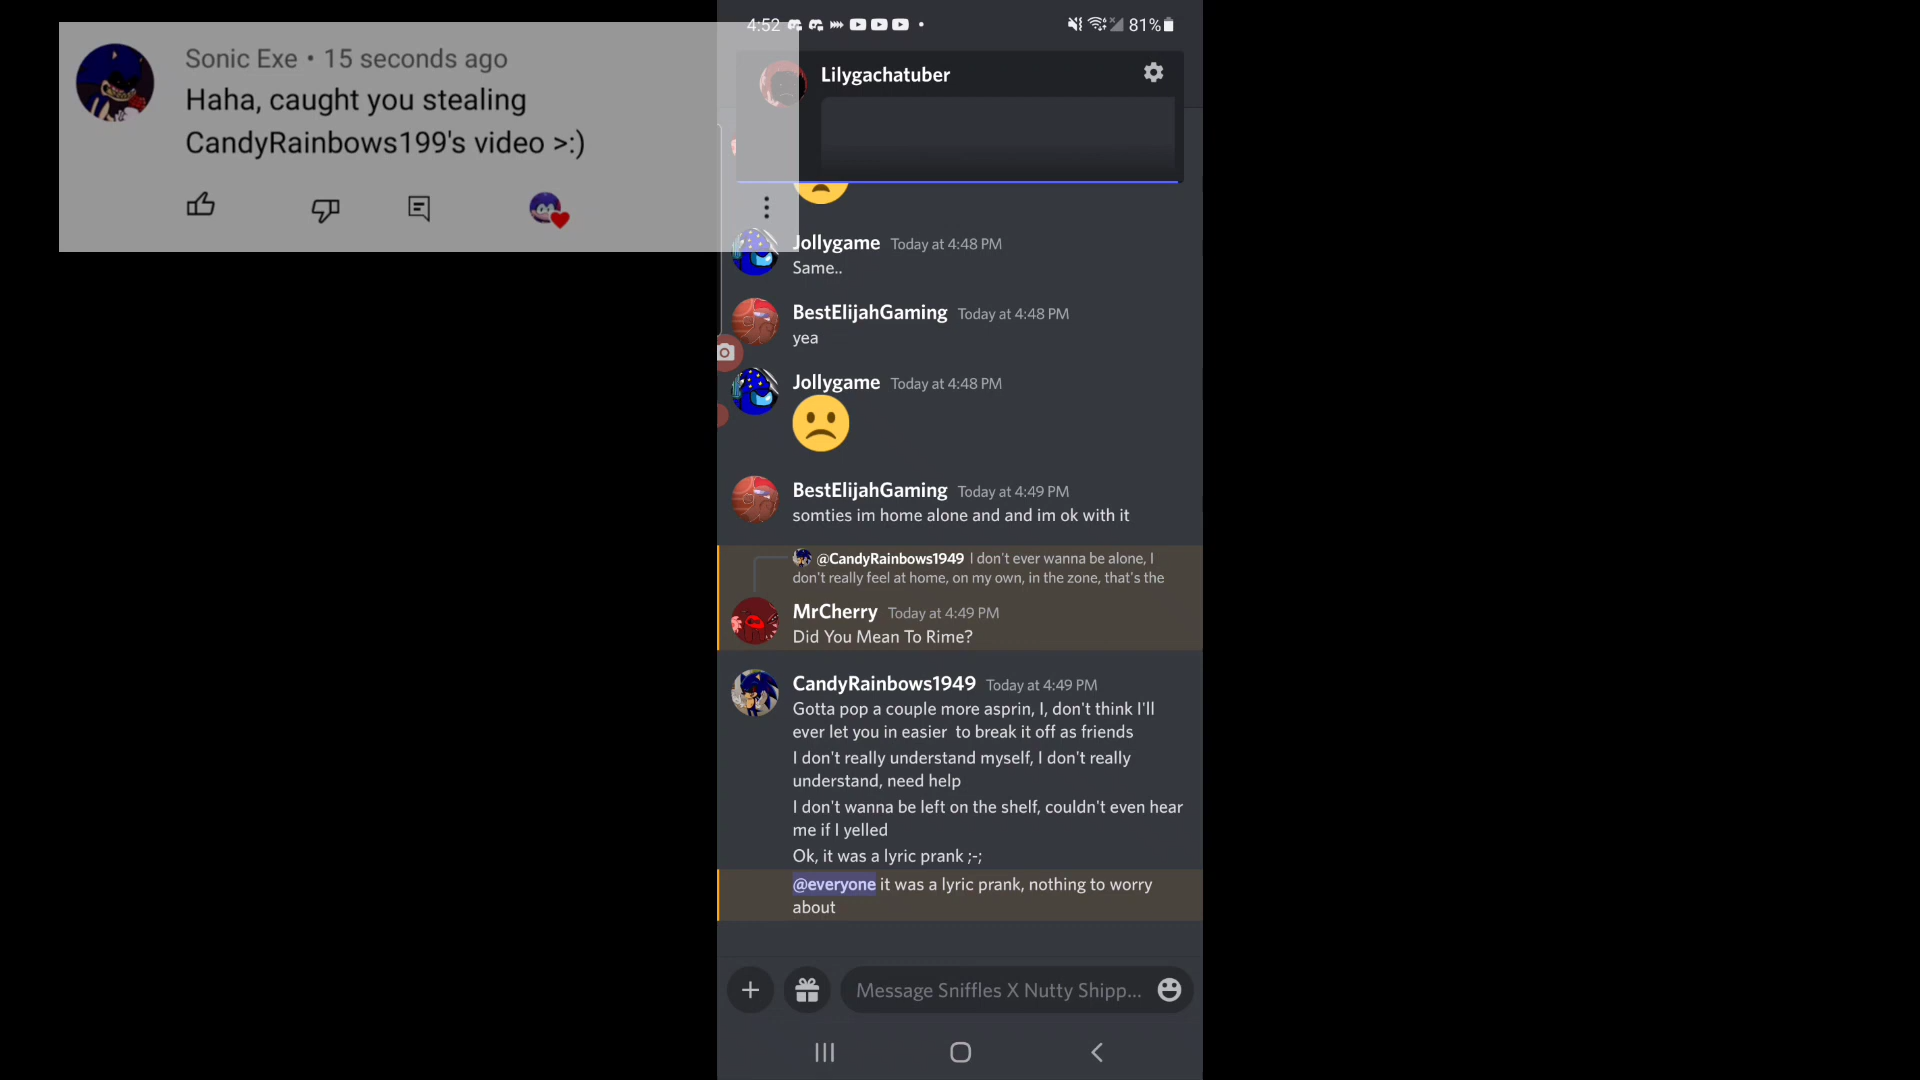 4:52
81%
Sonic Exe • 15 seconds ago
Haha, caught you stealing
CandyRainbows199's video >:)
Lilygachatuber
Jollygame Today at 4:48 PM
Same..
BestElijahGaming Today at 4:48 PM
yea
Jollygame Today at 4:48 PM
BestElijahGaming Today at 4:49 PM
somties im home alone and and im ok with it
@CandyRainbows1949 I don't ever wanna be alone, I
don't really feel at home, on my own, in the zone, that's the
MrCherry Today at 4:49 PM
Did You Mean To Rime?
CandyRainbows1949 Today at 4:49 PM
Gotta pop a couple more asprin, I, don't think I'll
ever let you in easier to break it off as friends
I don't really understand myself, I don't really
understand, need help
I don't wanna be left on the shelf, couldn't even hear
me if I yelled
Ok, it was a lyric prank ;-;
@everyone it was a lyric prank, nothing to worry
about
Message Sniffles X Nutty Shipp...